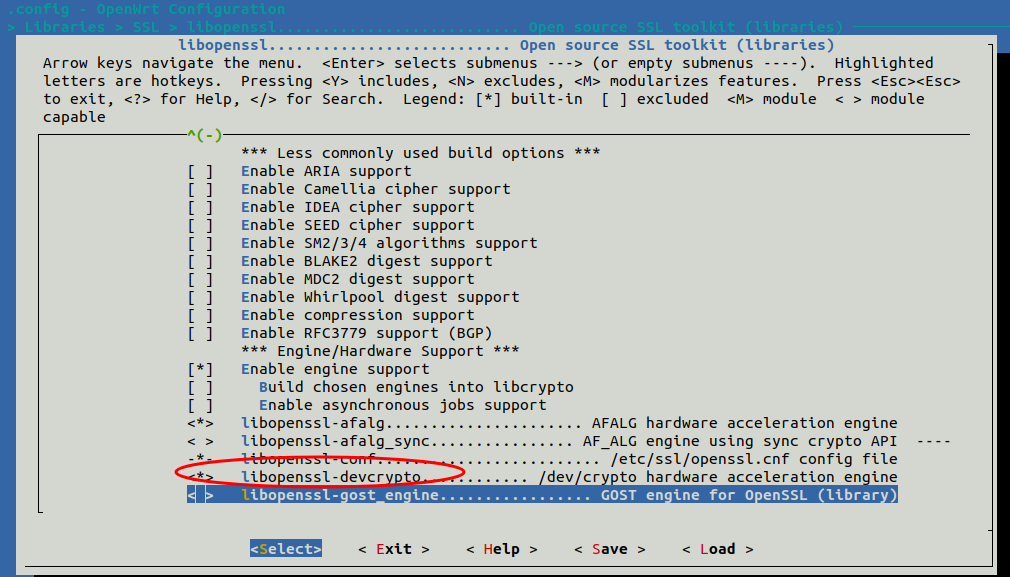 .config - OpenWrt Configuration
> Libraries > SSL > libopenssl........................... Open source SSL toolkit (libraries)
libopenssl........................... Open source SSL toolkit (libraries)
Arrow keys navigate the menu.  <Enter> selects submenus ---> (or empty submenus ----).  Highlighted
letters are hotkeys.  Pressing <Y> includes, <N> excludes, <M> modularizes features.  Press <Esc><Esc>
to exit, <?> for Help, </> for Search.  Legend: [*] built-in  [ ] excluded  <M> module  < > module
capable
^(-)
*** Less commonly used build options ***
[ ]   Enable ARIA support
[ ]   Enable Camellia cipher support
[ ]   Enable IDEA cipher support
[ ]   Enable SEED cipher support
[ ]   Enable SM2/3/4 algorithms support
[ ]   Enable BLAKE2 digest support
[ ]   Enable MDC2 digest support
[ ]   Enable Whirlpool digest support
[ ]   Enable compression support
[ ]   Enable RFC3779 support (BGP)
*** Engine/Hardware Support ***
[*]   Enable engine support
[ ]     Build chosen engines into libcrypto
[ ]     Enable asynchronous jobs support
<*>   libopenssl-afalg...................... AFALG hardware acceleration engine
< >   libopenssl-afalg_sync................ AF_ALG engine using sync crypto API  ----
-*-   libopenssl-conf......................... /etc/ssl/openssl.cnf config file
<*>   libopenssl-devcrypto............ /dev/crypto hardware acceleration engine
< >   libopenssl-gost_engine................. GOST engine for OpenSSL (library)
<Select>    < Exit >    < Help >    < Save >    < Load >